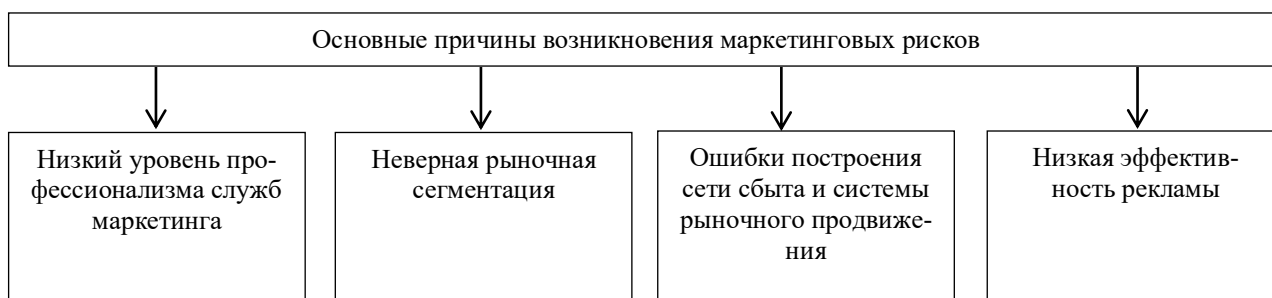 Основные причины возникновения маркетинговых рисков
Низкий уровень про-
фессионализма служб
маркетинга
Неверная рыночная
сегментация
Ошибки построения
сети сбыта и системы
рыночного продвиже-
ния
Низкая эффектив-
ность рекламы